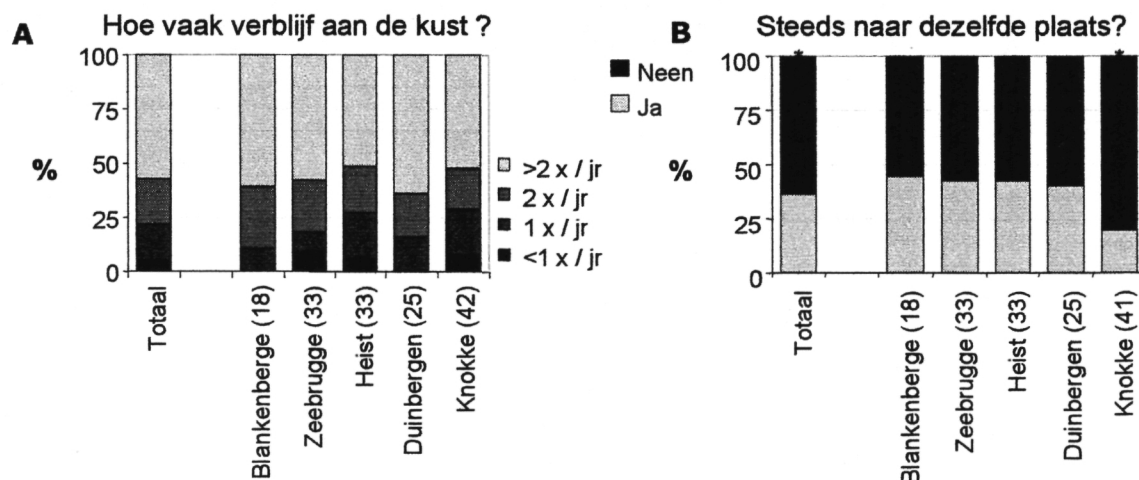 A
Hoe vaak verblijf aan de kust ?
100
75
50
25
0
%
>2 x / jr
2 x / jr
1 x / jr
<1 x / jr
Totaal
Blankenberge (18)
Zeebrugge (33)
Heist (33)
Duinbergen (25)
Knokke (42)
B
Steeds naar dezelfde plaats?
Neen
Ja
100
75
50
25
0
%
*
*
Totaal
Blankenberge (18)
Zeebrugge (33)
Heist (33)
Duinbergen (25)
Knokke (41)